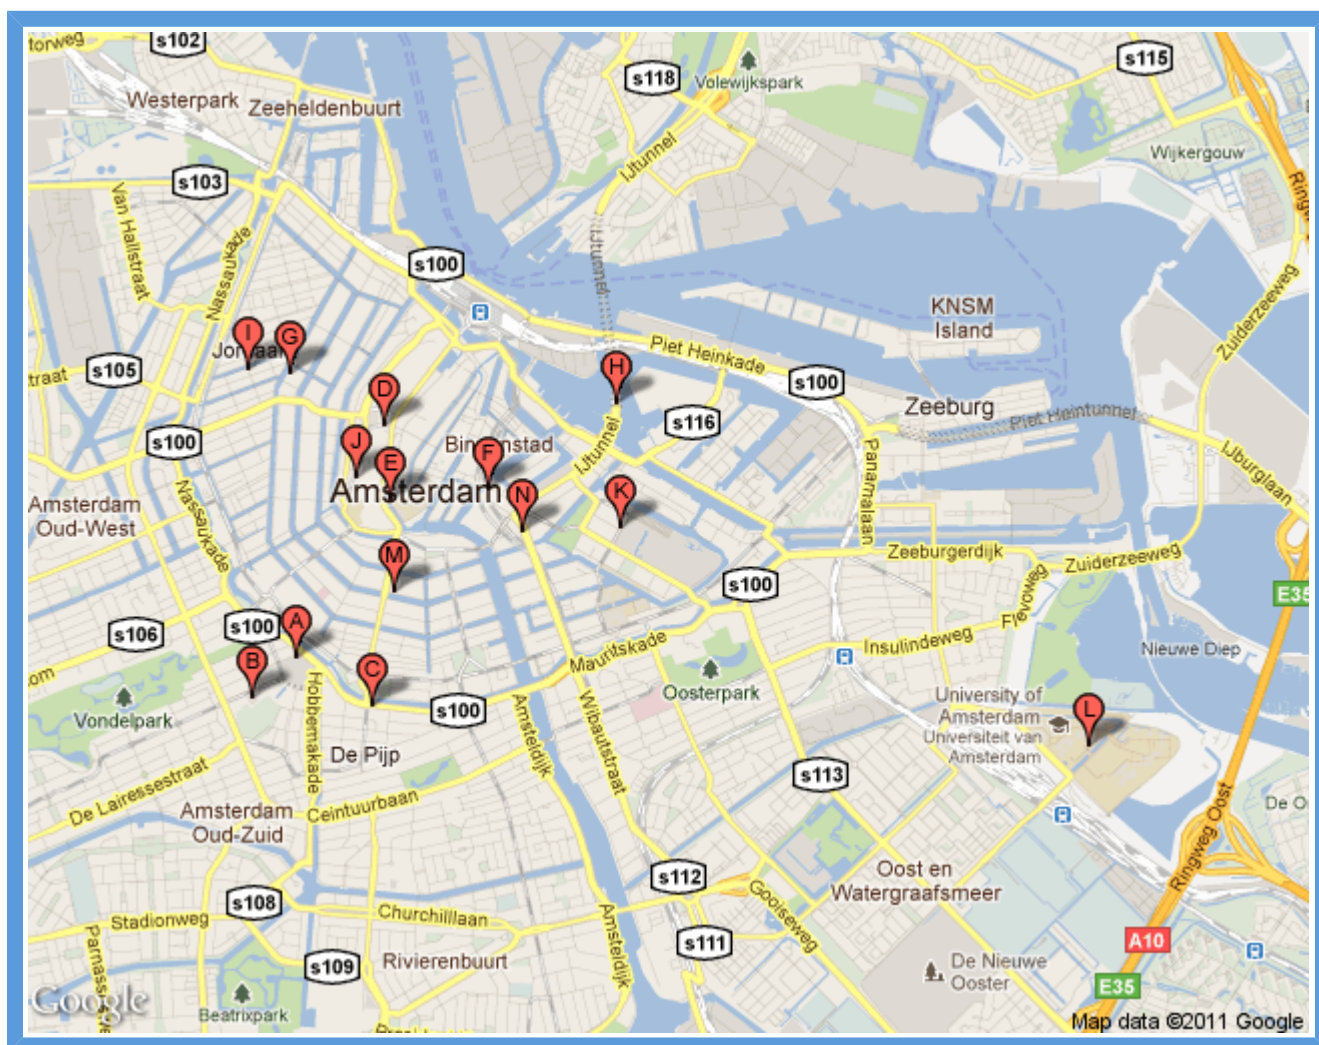 torweg
s102
s118
Volewijkspark
s115
Westerpark
Zeeheldenbuurt
IJtunnel
Wijkergouw
s103
Van Hallstraat
Nassaukade
IJtunnel
s100
KNSM
Island
Zuiderzeeweg
I
G
Jordaan
H
Piet Heinkade
s105
traat
s100
D
Zeeburg
Piet Heintunnel
s116
s100
J
E
Binnenstad
F
IJtunnel
Panamalaan
IJburglaan
Nassaukade
Amsterdam
N
K
Amsterdam
Oud-West
M
Zeeburgerdijk
Zuiderzeeweg
s100
Flevoweg
E35
s106
s100
A
Mauritskade
Insulindeweg
Nieuwe Diep
B
C
Oosterpark
Vondelpark
Hobbemakade
s100
University of
Amsterdam
Universiteit van
Amsterdam
L
De Pijp
Amsteldijk
Wibautstraat
s113
De Lairessestraat
Amsterdam
Oud-Zuid
Ceintuurbaan
Ringweg Oost
Oost en
Watergraafsmeer
s112
Gooiseweg
s108
Stadionweg
Churchilllaan
Amsteldijk
s111
A10
s109
Rivierenbuurt
De Nieuwe
Ooster
E35
Google
Beatrixpark
Map data ©2011 Google